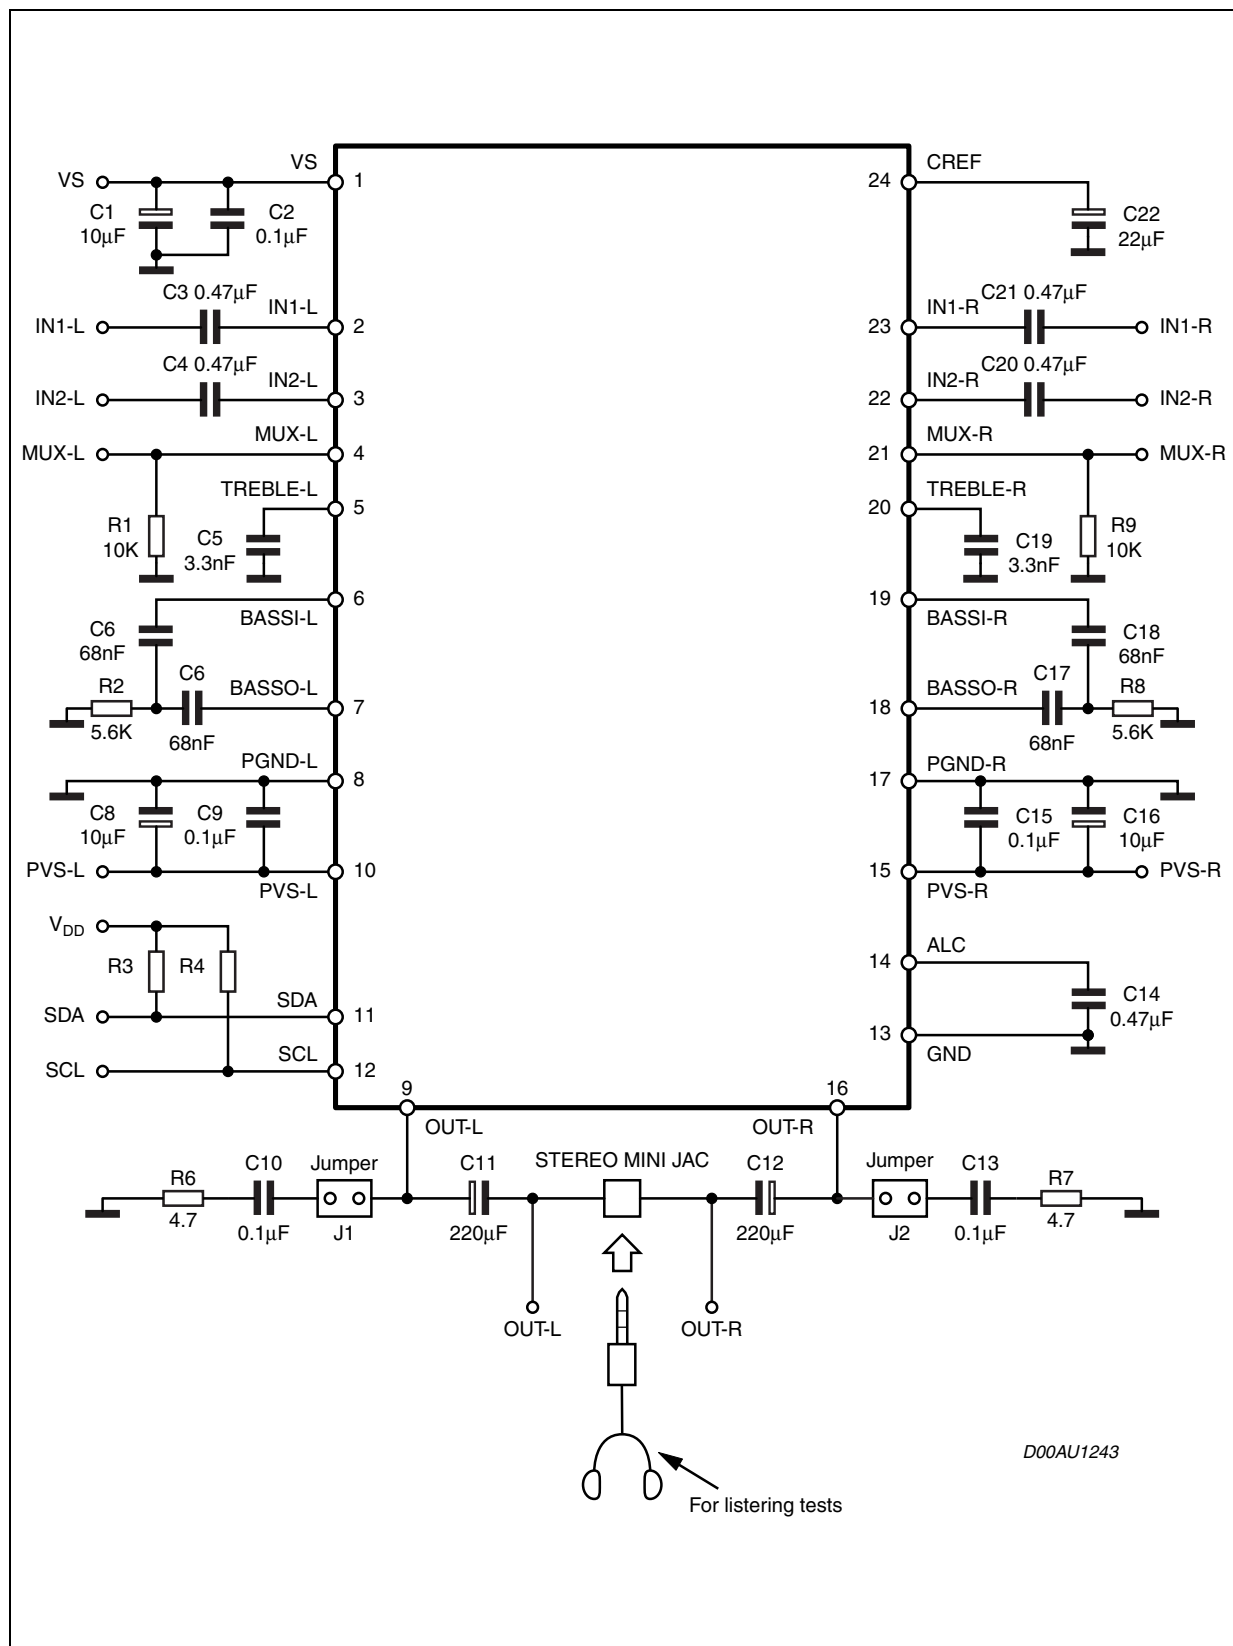 VS
VS
1
C1
10µF
C2
0.1µF
24
CREF
C22
22µF
C3 0.47µF
IN1-L
IN1-L
2
23
IN1-R
C21 0.47µF
IN1-R
C4 0.47µF
IN2-L
IN2-L
3
22
IN2-R
C20 0.47µF
IN2-R
MUX-L
MUX-L
4
21
MUX-R
MUX-R
TREBLE-L
5
20
TREBLE-R
R1
10K
C5
3.3nF
C19
3.3nF
R9
10K
6
BASSI-L
19
BASSI-R
C6
68nF
C18
68nF
R2
5.6K
C6
68nF
BASSO-L
7
18
BASSO-R
C17
68nF
R8
5.6K
PGND-L
8
17
PGND-R
C8
10µF
C9
0.1µF
C15
0.1µF
C16
10µF
PVS-L
10
PVS-L
15
PVS-R
PVS-R
VDD
R3
R4
14
ALC
C14
0.47µF
SDA
SDA
11
13
GND
SCL
SCL
12
9
OUT-L
16
OUT-R
R6
4.7
C10
0.1µF
Jumper
J1
C11
220µF
STEREO MINI JAC
C12
220µF
Jumper
J2
C13
0.1µF
R7
4.7
OUT-L
OUT-R
D00AU1243
For listering tests